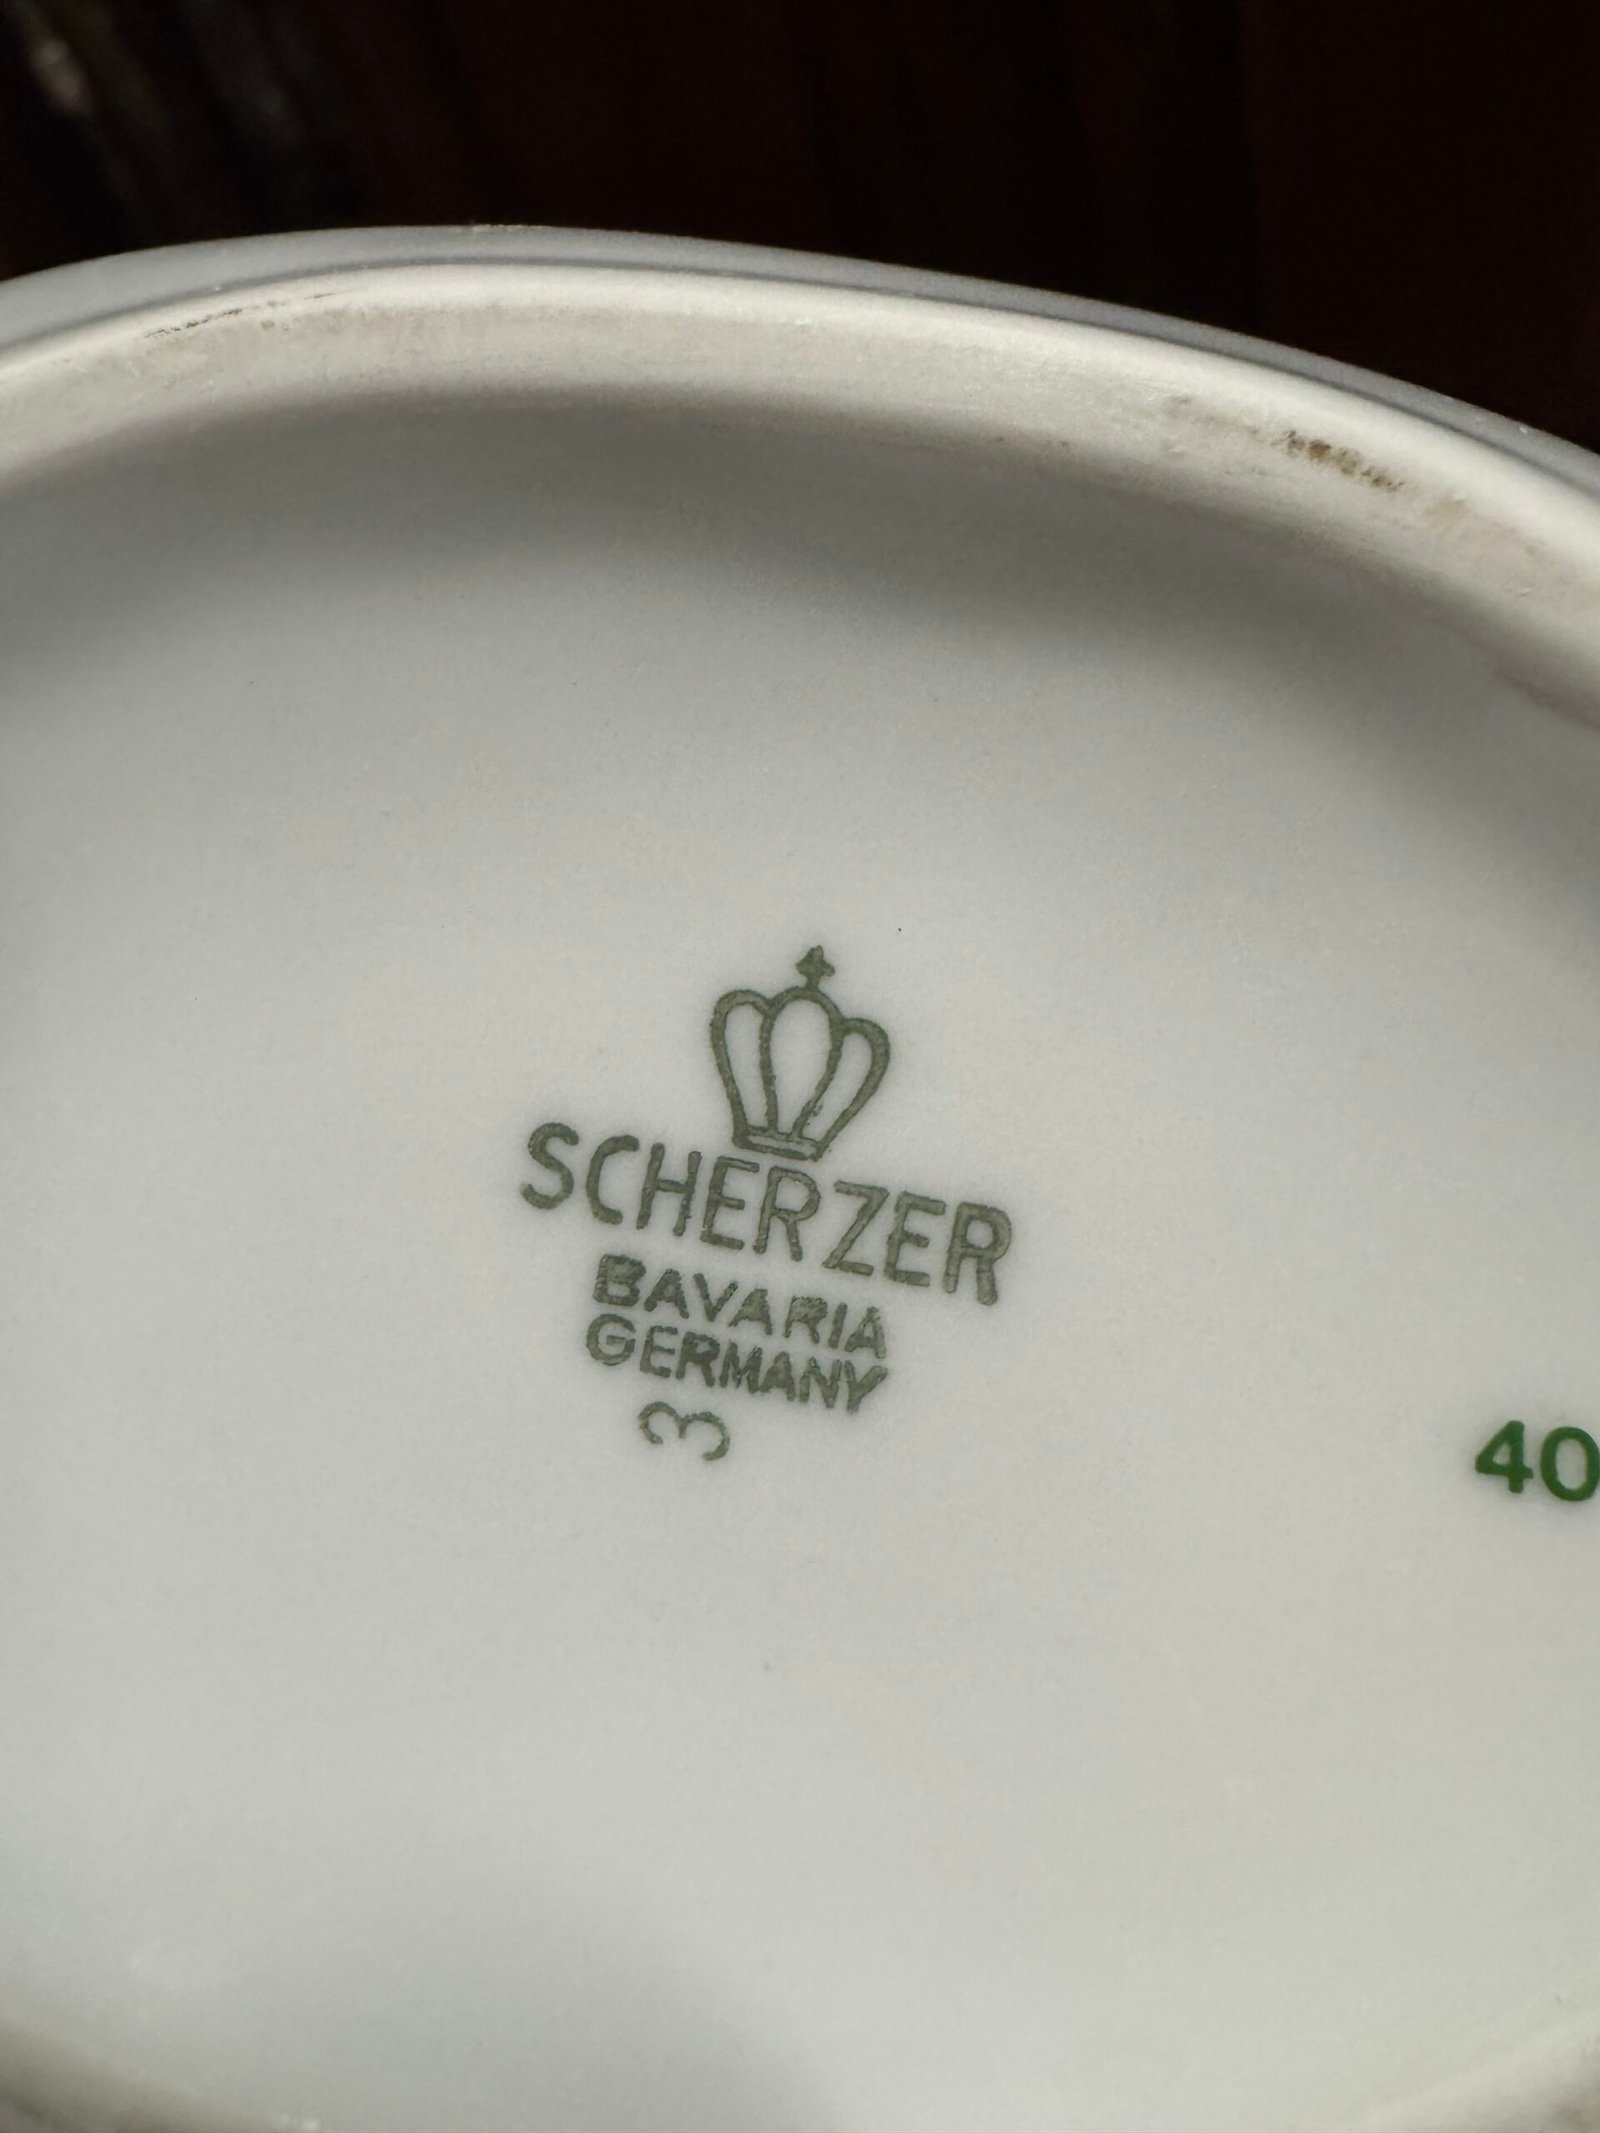 SCHERZER
BAVARIA
GERMANY
3
40